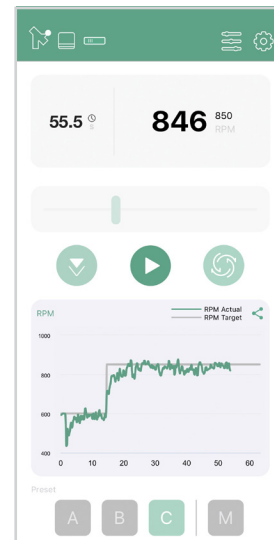 55.5 S
846 850
RPM
RPM
RPM Actual
RPM Target
1000
800
600
400
0 10 20 30 40 50 60
Preset
A B C M